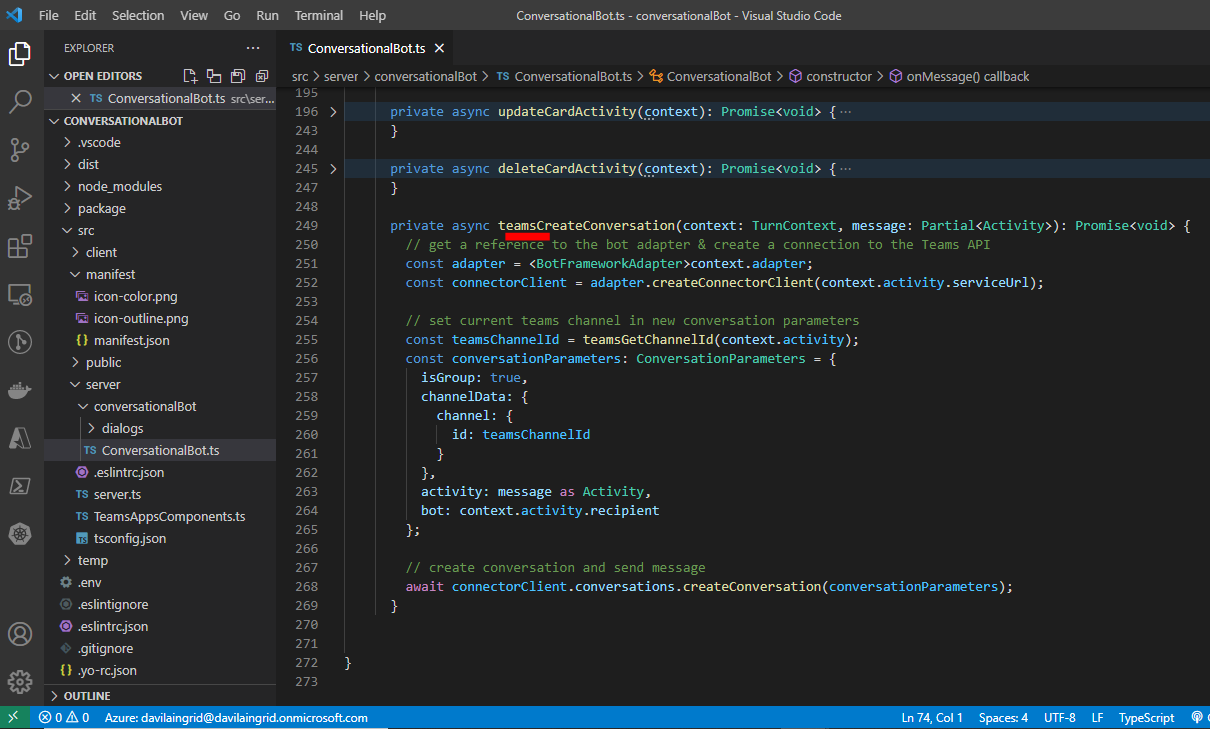 File Edit Selection View Go Run Terminal Help ConversationalBot.ts - conversationalBot - Visual Studio Code
EXPLORER ···
OPEN EDITORS
TS ConversationalBot.ts src\ser...
CONVERSATIONALBOT
.vscode
dist
node_modules
package
src
client
manifest
icon-color.png
icon-outline.png
{} manifest.json
public
server
conversationalBot
dialogs
TS ConversationalBot.ts
.eslintrc.json
TS server.ts
TS TeamsAppsComponents.ts
TS tsconfig.json
temp
.env
.eslintignore
.eslintrc.json
.gitignore
{} .yo-rc.json
OUTLINE
TS ConversationalBot.ts ×
src > server > conversationalBot > TS ConversationalBot.ts > ConversationalBot > constructor > onMessage() callback
195
196 private async updateCardActivity(context): Promise<void> { ···
243 }
244
245 private async deleteCardActivity(context): Promise<void> { ···
247 }
248
249 private async teamsCreateConversation(context: TurnContext, message: Partial<Activity>): Promise<void> {
250 // get a reference to the bot adapter & create a connection to the Teams API
251 const adapter = <BotFrameworkAdapter>context.adapter;
252 const connectorClient = adapter.createConnectorClient(context.activity.serviceUrl);
253
254 // set current teams channel in new conversation parameters
255 const teamsChannelId = teamsGetChannelId(context.activity);
256 const conversationParameters: ConversationParameters = {
257 isGroup: true,
258 channelData: {
259 channel: {
260 id: teamsChannelId
261 }
262 },
263 activity: message as Activity,
264 bot: context.activity.recipient
265 };
266
267 // create conversation and send message
268 await connectorClient.conversations.createConversation(conversationParameters);
269 }
270
271
272 }
273
0 0 Azure: davilaingrid@davilaingrid.onmicrosoft.com Ln 74, Col 1 Spaces: 4 UTF-8 LF TypeScript